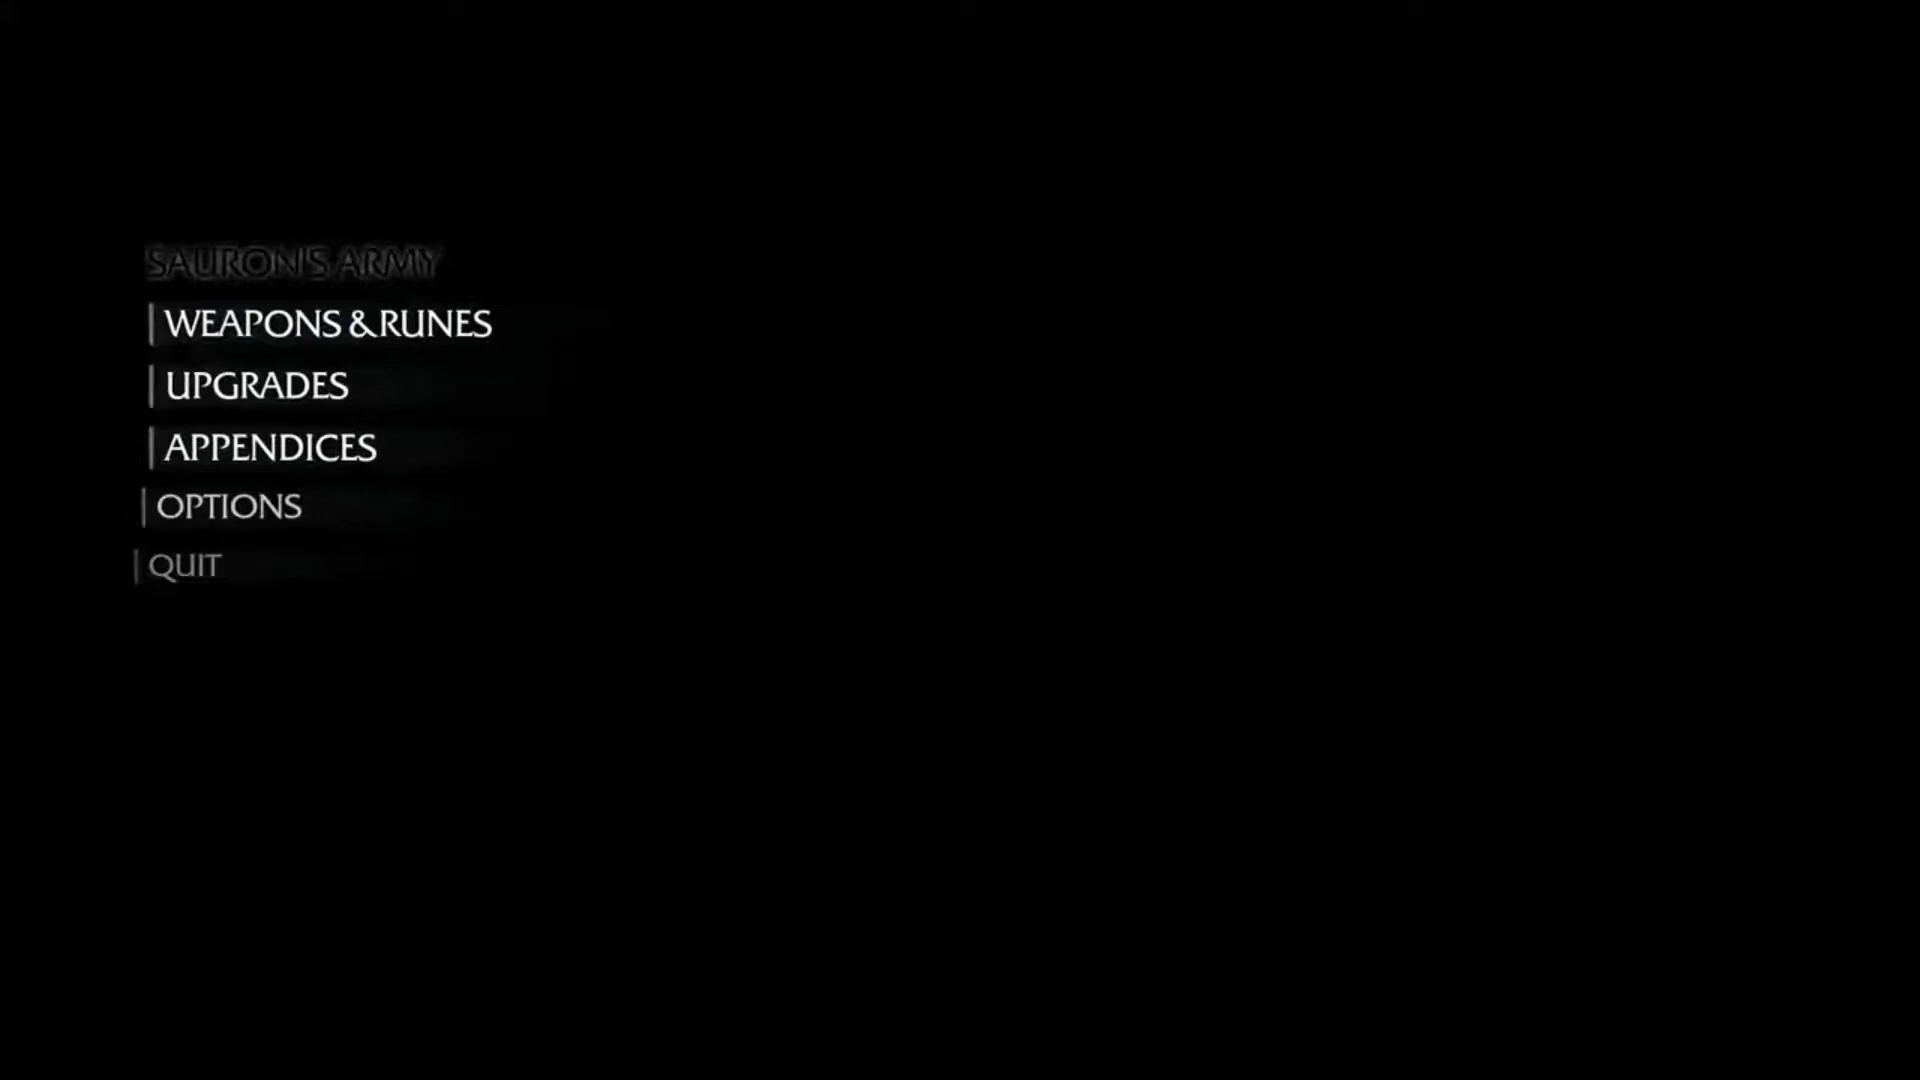 SAURON'S ARMY
WEAPONS & RUNES
UPGRADES
APPENDICES
OPTIONS
QUIT